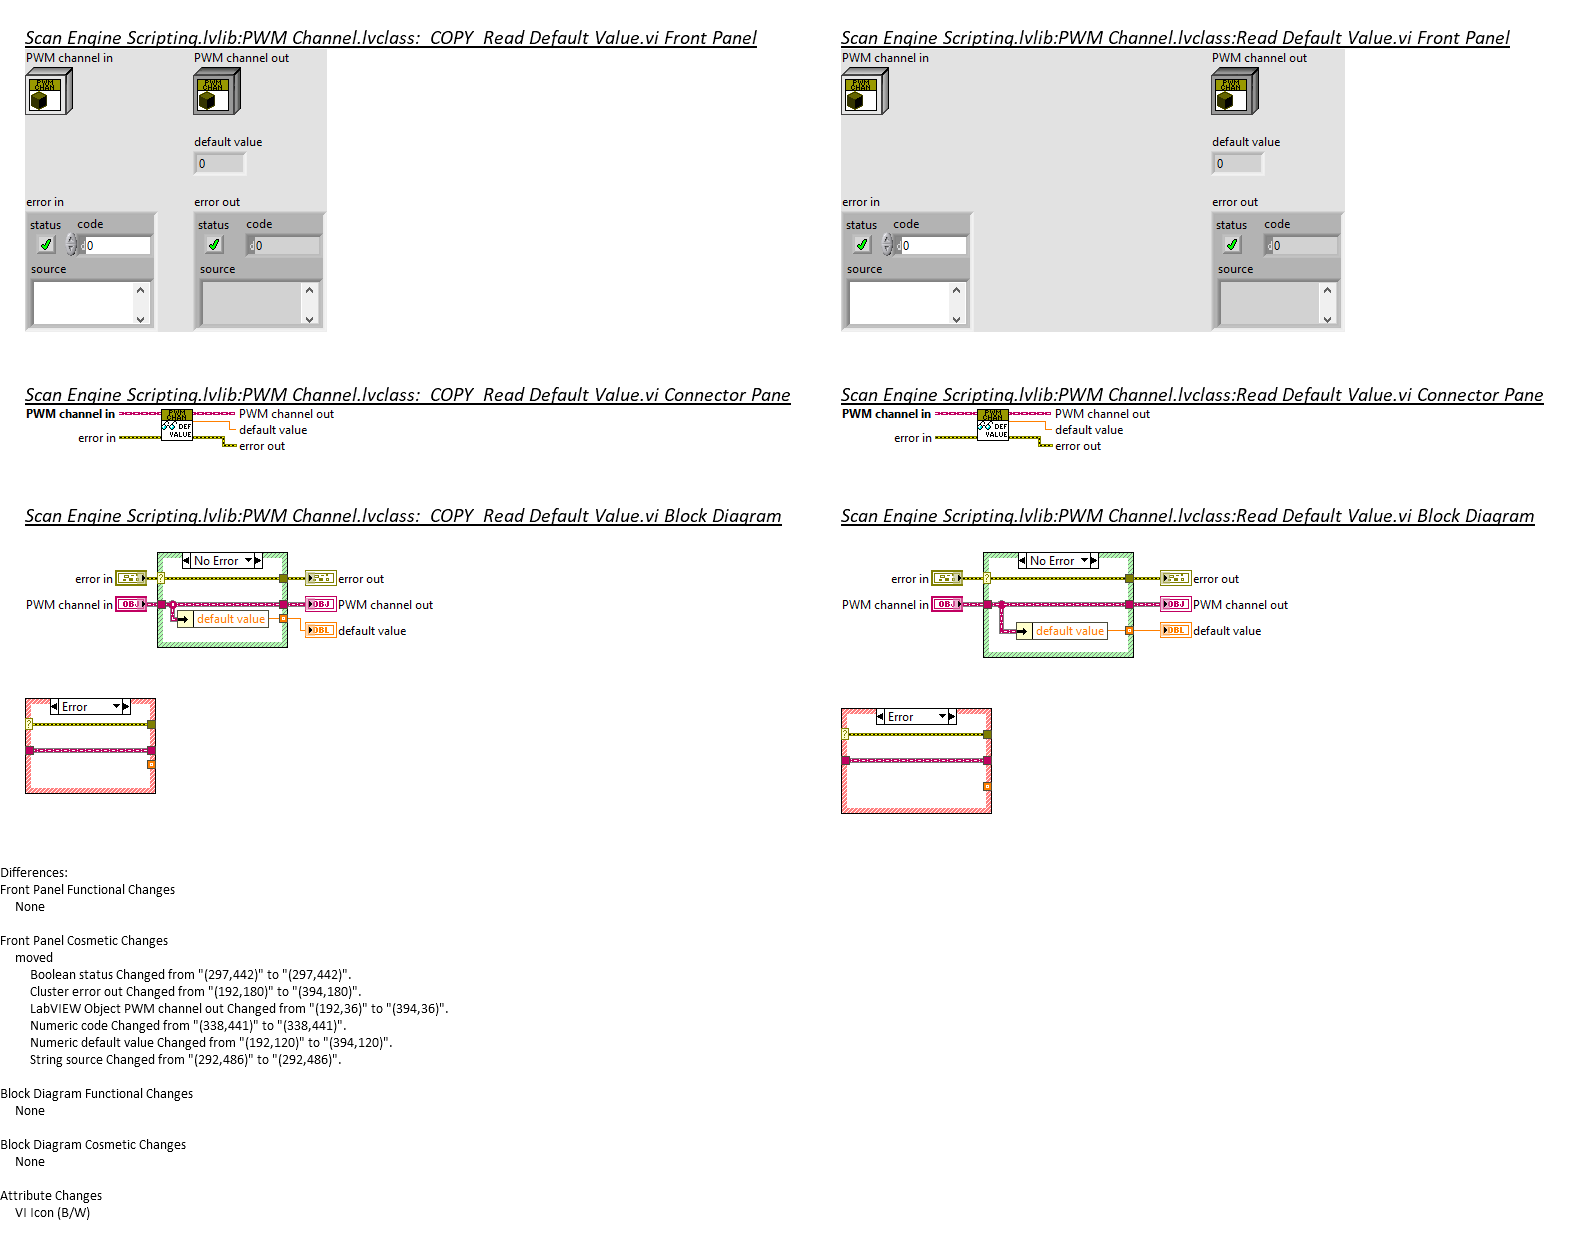 Scan Engine Scripting.lvlib:PWM Channel.lvclass:_COPY_Read Default Value.vi Front Panel
PWM channel in
PWM channel out
PWM CHAN
PWM CHAN
default value
0
error in
error out
status
code
status
code
d
0
d
0
source
source
Scan Engine Scripting.lvlib:PWM Channel.lvclass:Read Default Value.vi Front Panel
PWM channel in
PWM channel out
PWM CHAN
PWM CHAN
default value
0
error in
error out
status
code
status
code
d
0
d
0
source
source
Scan Engine Scripting.lvlib:PWM Channel.lvclass:_COPY_Read Default Value.vi Connector Pane
PWM channel in
PWM CHAN
PWM channel out
DEF
default value
error in
VALUE
error out
Scan Engine Scripting.lvlib:PWM Channel.lvclass:Read Default Value.vi Connector Pane
PWM channel in
PWM CHAN
PWM channel out
DEF
default value
error in
VALUE
error out
Scan Engine Scripting.lvlib:PWM Channel.lvclass:_COPY_Read Default Value.vi Block Diagram
No Error
error in
?
error out
PWM channel in
OBJ
OBJ
PWM channel out
default value
DBL
default value
Error
?
Scan Engine Scripting.lvlib:PWM Channel.lvclass:Read Default Value.vi Block Diagram
No Error
error in
?
error out
PWM channel in
OBJ
OBJ
PWM channel out
default value
DBL
default value
Error
?
Differences:
Front Panel Functional Changes
None
Front Panel Cosmetic Changes
moved
Boolean status Changed from "(297,442)" to "(297,442)".
Cluster error out Changed from "(192,180)" to "(394,180)".
LabVIEW Object PWM channel out Changed from "(192,36)" to "(394,36)".
Numeric code Changed from "(338,441)" to "(338,441)".
Numeric default value Changed from "(192,120)" to "(394,120)".
String source Changed from "(292,486)" to "(292,486)".
Block Diagram Functional Changes
None
Block Diagram Cosmetic Changes
None
Attribute Changes
VI Icon (B/W)